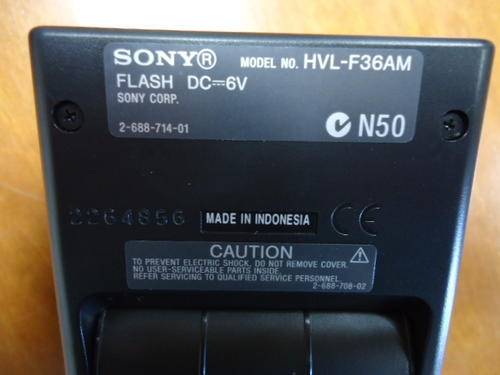 SONY® MODEL NO. HVL-F36AM
FLASH DC⎓6V
SONY CORP.
2-688-714-01
N50
2264856 MADE IN INDONESIA CE
CAUTION
TO PREVENT ELECTRIC SHOCK, DO NOT REMOVE COVER.
NO USER-SERVICEABLE PARTS INSIDE.
REFER SERVICING TO QUALIFIED SERVICE PERSONNEL.
2-688-708-02